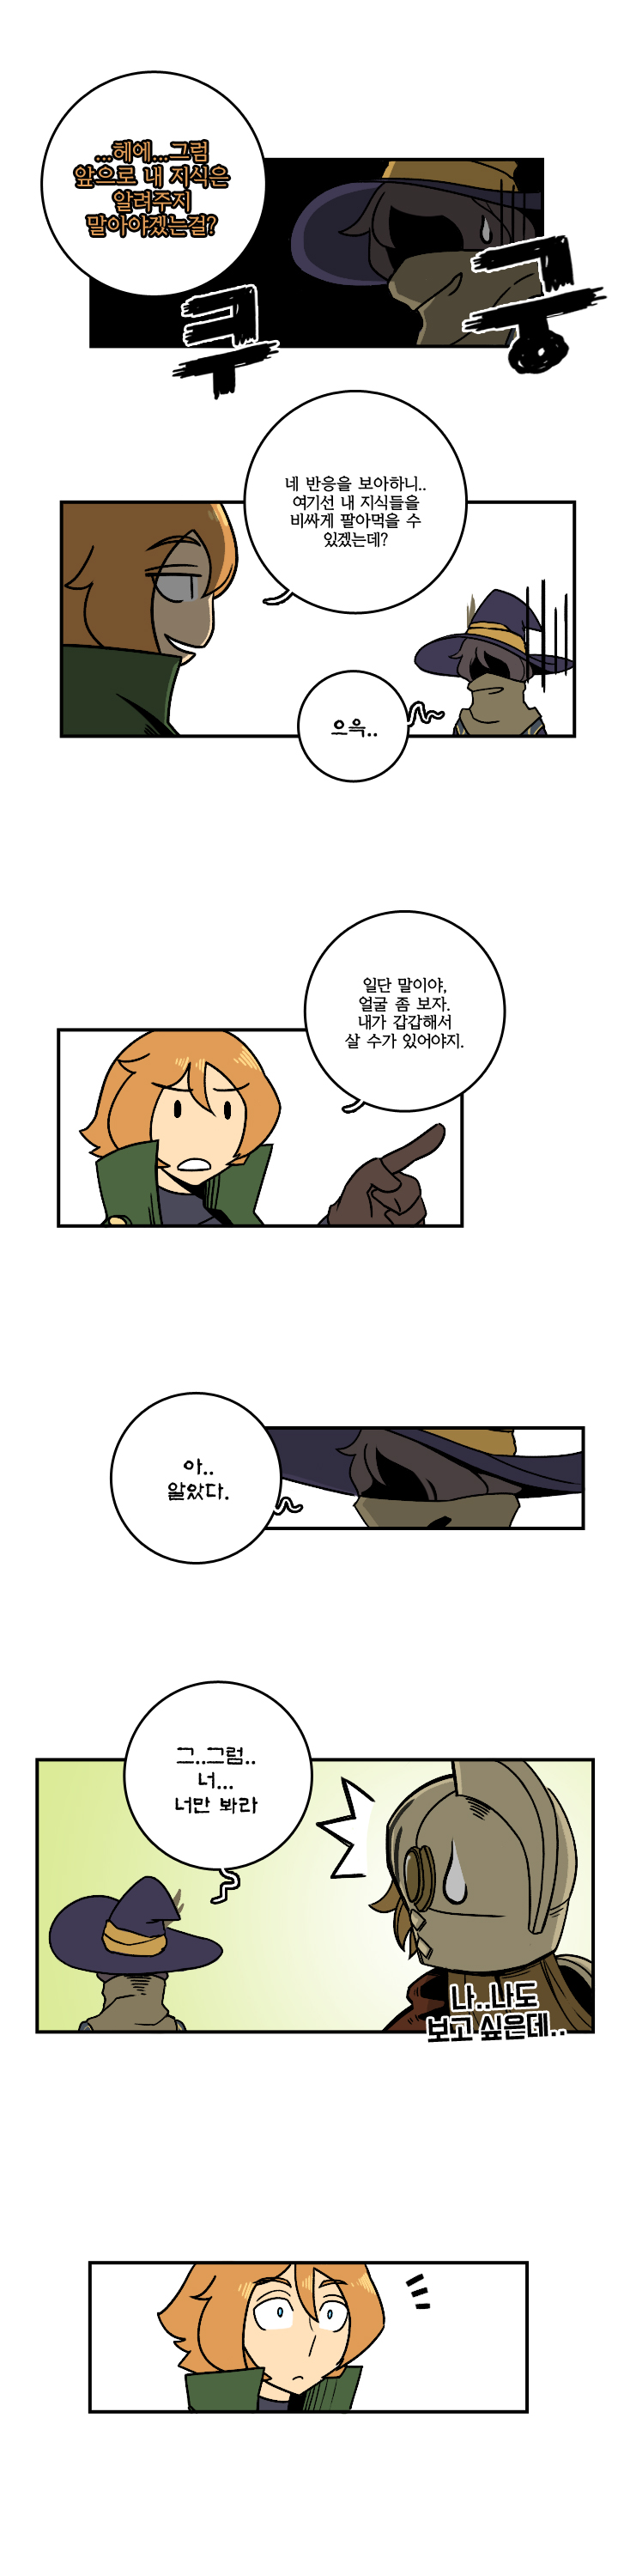 ...헤에...그럼
앞으로 내 지식은
알려주지
말아야겠는걸?
쿠
궁
네 반응을 보아하니..
여기선 내 지식들을
비싸게 팔아먹을 수
있겠는데?
으윽..
일단 말이야,
얼굴 좀 보자.
내가 갑갑해서
살 수가 있어야지.
아..
알았다.
그..그럼..
너...
너만 봐라
나..나도
보고 싶은데..